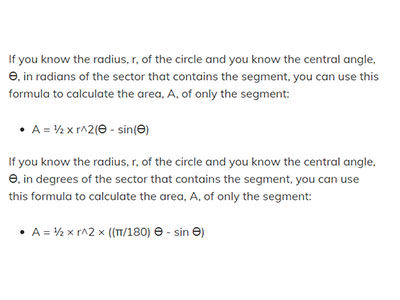 If you know the radius, r, of the circle and you know the central angle,
Ɵ, in radians of the sector that contains the segment, you can use this
formula to calculate the area, A, of only the segment:
• A = ½ x r^2(Ɵ - sin(Ɵ)
If you know the radius, r, of the circle and you know the central angle,
Ɵ, in degrees of the sector that contains the segment, you can use
this formula to calculate the area, A, of only the segment:
• A = ½ × r^2 × ((π/180) Ɵ - sin Ɵ)